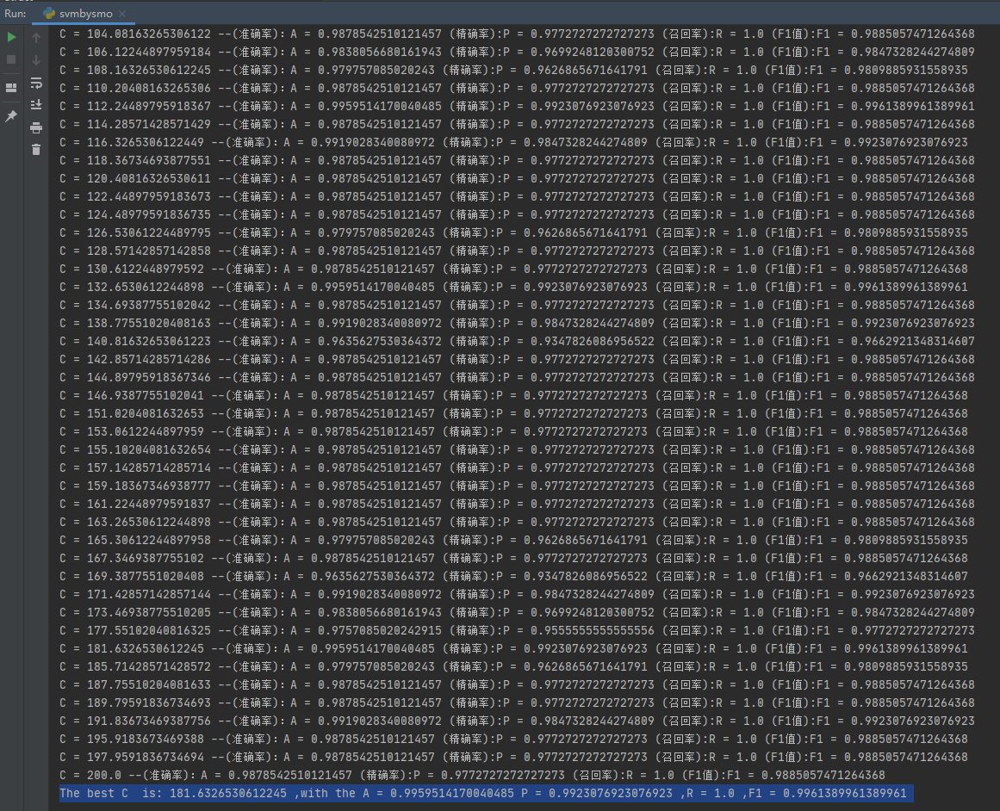 Run: svmbysmo ×
C = 104.08163265306122 --(准确率): A = 0.9878542510121457 (精确率):P = 0.9772727272727273 (召回率):R = 1.0 (F1值):F1 = 0.9885057471264368
C = 106.12244897959184 --(准确率): A = 0.9838056680161943 (精确率):P = 0.9699248120300752 (召回率):R = 1.0 (F1值):F1 = 0.9847328244274809
C = 108.16326530612245 --(准确率): A = 0.979757085020243 (精确率):P = 0.9626865671641791 (召回率):R = 1.0 (F1值):F1 = 0.9809885931558935
C = 110.20408163265306 --(准确率): A = 0.9878542510121457 (精确率):P = 0.9772727272727273 (召回率):R = 1.0 (F1值):F1 = 0.9885057471264368
C = 112.24489795918367 --(准确率): A = 0.9959514170040485 (精确率):P = 0.9923076923076923 (召回率):R = 1.0 (F1值):F1 = 0.9961389961389961
C = 114.28571428571429 --(准确率): A = 0.9878542510121457 (精确率):P = 0.9772727272727273 (召回率):R = 1.0 (F1值):F1 = 0.9885057471264368
C = 116.3265306122449 --(准确率): A = 0.9919028340080972 (精确率):P = 0.9847328244274809 (召回率):R = 1.0 (F1值):F1 = 0.9923076923076923
C = 118.36734693877551 --(准确率): A = 0.9878542510121457 (精确率):P = 0.9772727272727273 (召回率):R = 1.0 (F1值):F1 = 0.9885057471264368
C = 120.40816326530611 --(准确率): A = 0.9878542510121457 (精确率):P = 0.9772727272727273 (召回率):R = 1.0 (F1值):F1 = 0.9885057471264368
C = 122.44897959183673 --(准确率): A = 0.9878542510121457 (精确率):P = 0.9772727272727273 (召回率):R = 1.0 (F1值):F1 = 0.9885057471264368
C = 124.48979591836735 --(准确率): A = 0.9878542510121457 (精确率):P = 0.9772727272727273 (召回率):R = 1.0 (F1值):F1 = 0.9885057471264368
C = 126.53061224489795 --(准确率): A = 0.979757085020243 (精确率):P = 0.9626865671641791 (召回率):R = 1.0 (F1值):F1 = 0.9809885931558935
C = 128.57142857142858 --(准确率): A = 0.9878542510121457 (精确率):P = 0.9772727272727273 (召回率):R = 1.0 (F1值):F1 = 0.9885057471264368
C = 130.6122448979592 --(准确率): A = 0.9878542510121457 (精确率):P = 0.9772727272727273 (召回率):R = 1.0 (F1值):F1 = 0.9885057471264368
C = 132.6530612244898 --(准确率): A = 0.9959514170040485 (精确率):P = 0.9923076923076923 (召回率):R = 1.0 (F1值):F1 = 0.9961389961389961
C = 134.69387755102042 --(准确率): A = 0.9878542510121457 (精确率):P = 0.9772727272727273 (召回率):R = 1.0 (F1值):F1 = 0.9885057471264368
C = 138.77551020408163 --(准确率): A = 0.9919028340080972 (精确率):P = 0.9847328244274809 (召回率):R = 1.0 (F1值):F1 = 0.9923076923076923
C = 140.81632653061223 --(准确率): A = 0.9635627530364372 (精确率):P = 0.9347826086956522 (召回率):R = 1.0 (F1值):F1 = 0.9662921348314607
C = 142.85714285714286 --(准确率): A = 0.9878542510121457 (精确率):P = 0.9772727272727273 (召回率):R = 1.0 (F1值):F1 = 0.9885057471264368
C = 144.89795918367346 --(准确率): A = 0.9878542510121457 (精确率):P = 0.9772727272727273 (召回率):R = 1.0 (F1值):F1 = 0.9885057471264368
C = 146.9387755102041 --(准确率): A = 0.9878542510121457 (精确率):P = 0.9772727272727273 (召回率):R = 1.0 (F1值):F1 = 0.9885057471264368
C = 151.0204081632653 --(准确率): A = 0.9878542510121457 (精确率):P = 0.9772727272727273 (召回率):R = 1.0 (F1值):F1 = 0.9885057471264368
C = 153.0612244897959 --(准确率): A = 0.9878542510121457 (精确率):P = 0.9772727272727273 (召回率):R = 1.0 (F1值):F1 = 0.9885057471264368
C = 155.10204081632654 --(准确率): A = 0.9878542510121457 (精确率):P = 0.9772727272727273 (召回率):R = 1.0 (F1值):F1 = 0.9885057471264368
C = 157.14285714285714 --(准确率): A = 0.9878542510121457 (精确率):P = 0.9772727272727273 (召回率):R = 1.0 (F1值):F1 = 0.9885057471264368
C = 159.18367346938777 --(准确率): A = 0.9878542510121457 (精确率):P = 0.9772727272727273 (召回率):R = 1.0 (F1值):F1 = 0.9885057471264368
C = 161.22448979591837 --(准确率): A = 0.9878542510121457 (精确率):P = 0.9772727272727273 (召回率):R = 1.0 (F1值):F1 = 0.9885057471264368
C = 163.26530612244898 --(准确率): A = 0.9878542510121457 (精确率):P = 0.9772727272727273 (召回率):R = 1.0 (F1值):F1 = 0.9885057471264368
C = 165.30612244897958 --(准确率): A = 0.979757085020243 (精确率):P = 0.9626865671641791 (召回率):R = 1.0 (F1值):F1 = 0.9809885931558935
C = 167.3469387755102 --(准确率): A = 0.9878542510121457 (精确率):P = 0.9772727272727273 (召回率):R = 1.0 (F1值):F1 = 0.9885057471264368
C = 169.3877551020408 --(准确率): A = 0.9635627530364372 (精确率):P = 0.9347826086956522 (召回率):R = 1.0 (F1值):F1 = 0.9662921348314607
C = 171.42857142857144 --(准确率): A = 0.9919028340080972 (精确率):P = 0.9847328244274809 (召回率):R = 1.0 (F1值):F1 = 0.9923076923076923
C = 173.46938775510205 --(准确率): A = 0.9838056680161943 (精确率):P = 0.9699248120300752 (召回率):R = 1.0 (F1值):F1 = 0.9847328244274809
C = 177.55102040816325 --(准确率): A = 0.9757085020242915 (精确率):P = 0.9555555555555556 (召回率):R = 1.0 (F1值):F1 = 0.9772727272727273
C = 181.6326530612245 --(准确率): A = 0.9959514170040485 (精确率):P = 0.9923076923076923 (召回率):R = 1.0 (F1值):F1 = 0.9961389961389961
C = 185.71428571428572 --(准确率): A = 0.979757085020243 (精确率):P = 0.9626865671641791 (召回率):R = 1.0 (F1值):F1 = 0.9809885931558935
C = 187.75510204081633 --(准确率): A = 0.9878542510121457 (精确率):P = 0.9772727272727273 (召回率):R = 1.0 (F1值):F1 = 0.9885057471264368
C = 189.79591836734693 --(准确率): A = 0.9878542510121457 (精确率):P = 0.9772727272727273 (召回率):R = 1.0 (F1值):F1 = 0.9885057471264368
C = 191.83673469387756 --(准确率): A = 0.9919028340080972 (精确率):P = 0.9847328244274809 (召回率):R = 1.0 (F1值):F1 = 0.9923076923076923
C = 195.9183673469388 --(准确率): A = 0.9878542510121457 (精确率):P = 0.9772727272727273 (召回率):R = 1.0 (F1值):F1 = 0.9885057471264368
C = 197.9591836734694 --(准确率): A = 0.9878542510121457 (精确率):P = 0.9772727272727273 (召回率):R = 1.0 (F1值):F1 = 0.9885057471264368
C = 200.0 --(准确率): A = 0.9878542510121457 (精确率):P = 0.9772727272727273 (召回率):R = 1.0 (F1值):F1 = 0.9885057471264368
The best C  is: 181.6326530612245 ,with the A = 0.9959514170040485 P = 0.9923076923076923 ,R = 1.0 ,F1 = 0.9961389961389961